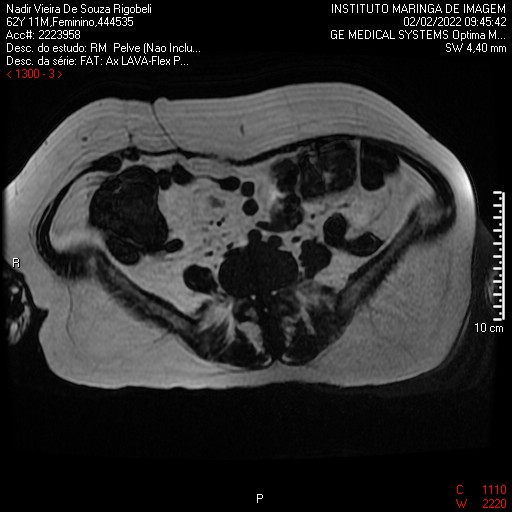 Nadir Vieira De Souza Rigobeli
62Y 11M,Feminino,444535
Acc#: 2223958
Desc. do estudo: RM Pelve (Nao Inclu...
Desc. da série: FAT: Ax LAVA-Flex P...
< 1300 - 3 >
INSTITUTO MARINGA DE IMAGEM
02/02/2022 09:45:42
GE MEDICAL SYSTEMS Optima M...
SW 4,40 mm
R
10 cm
P
C 1110
W 2220